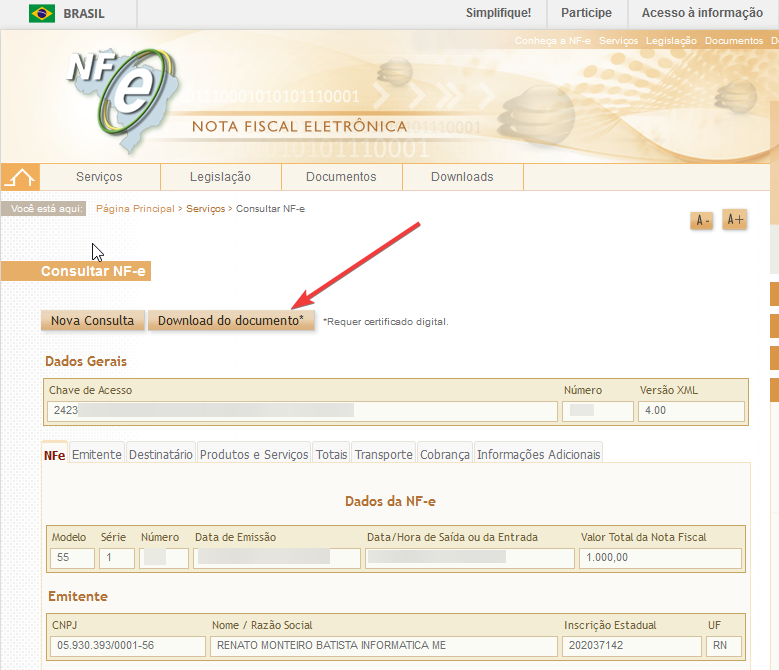 BRASIL Simplifique! Participe Acesso à informação
Conheça a NF-e Serviços Legislação Documentos D
NF e
1110001010101110001
NOTA FISCAL ELETRÔNICA
Serviços Legislação Documentos Downloads
Você está aqui: Página Principal > Serviços > Consultar NF-e
A- A+
Consultar NF-e
Nova Consulta Download do documento* *Requer certificado digital.
Dados Gerais
Chave de Acesso Número Versão XML
2423 4.00
NFe Emitente Destinatário Produtos e Serviços Totais Transporte Cobrança Informações Adicionais
Dados da NF-e
Modelo Série Número Data de Emissão Data/Hora de Saída ou da Entrada Valor Total da Nota Fiscal
55 1 1.000,00
Emitente
CNPJ Nome / Razão Social Inscrição Estadual UF
05.930.393/0001-56 RENATO MONTEIRO BATISTA INFORMATICA ME 202037142 RN